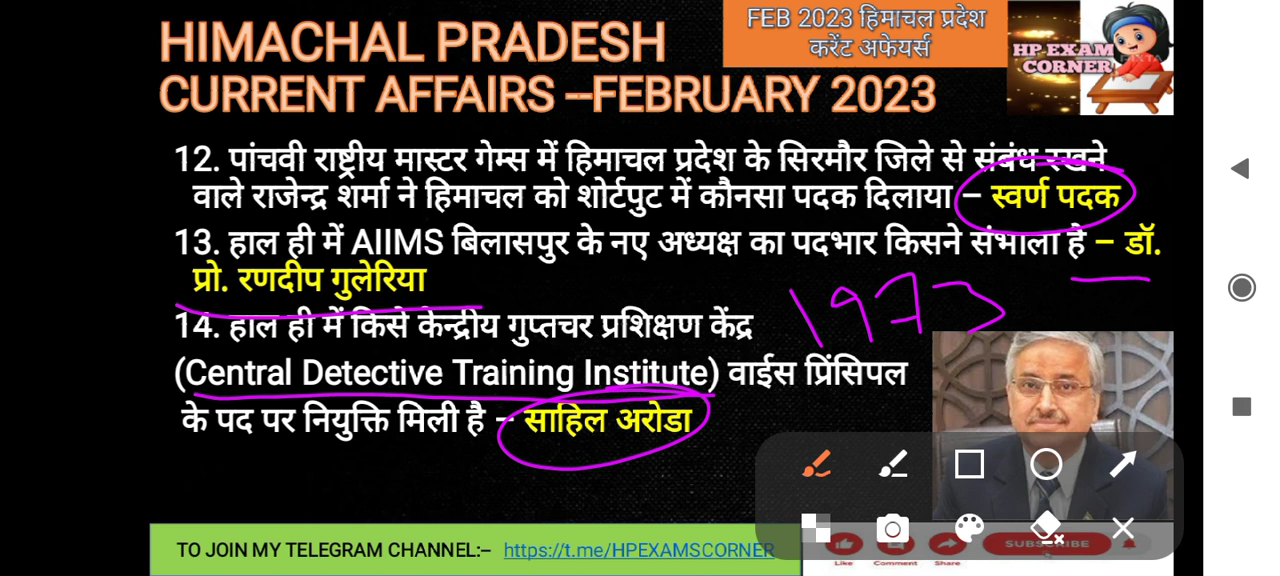 HIMACHAL PRADESH
CURRENT AFFAIRS –FEBRUARY 2023
FEB 2023 हिमाचल प्रदेश
करेंट अफेयर्स
HP EXAM
CORNER
12. पांचवी राष्ट्रीय मास्टर गेम्स में हिमाचल प्रदेश के सिरमौर जिले से संबंध रखने
वाले राजेन्द्र शर्मा ने हिमाचल को शोर्टपुट में कौनसा पदक दिलाया – स्वर्ण पदक
13. हाल ही में AIIMS बिलासपुर के नए अध्यक्ष का पदभार किसने संभाला है – डॉ.
प्रो. रणदीप गुलेरिया
1973
14. हाल ही में किसे केन्द्रीय गुप्तचर प्रशिक्षण केंद्र
(Central Detective Training Institute) वाईस प्रिंसिपल
के पद पर नियुक्ति मिली है – साहिल अरोडा
TO JOIN MY TELEGRAM CHANNEL:– https://t.me/HPEXAMSCORNER
SUBSCRIBE
Like Comment Share